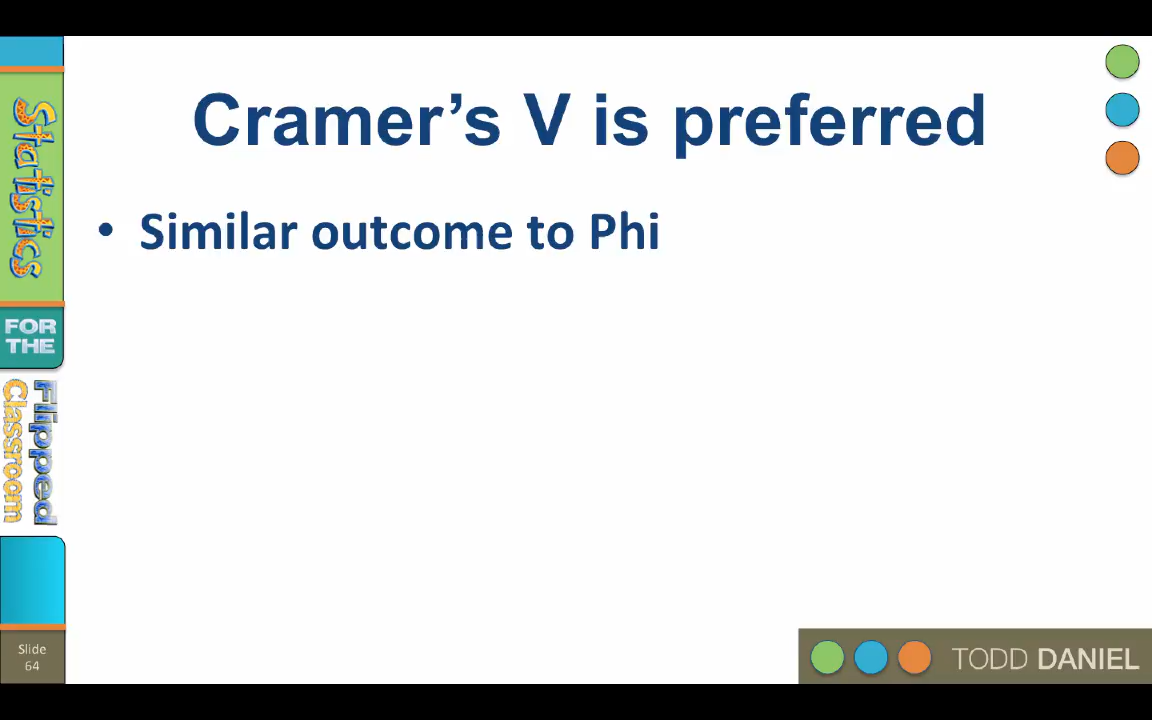 Cramer's V is preferred
• Similar outcome to Phi
Statistics
FOR THE
Flipped
Classroom
Slide
64
TODD DANIEL